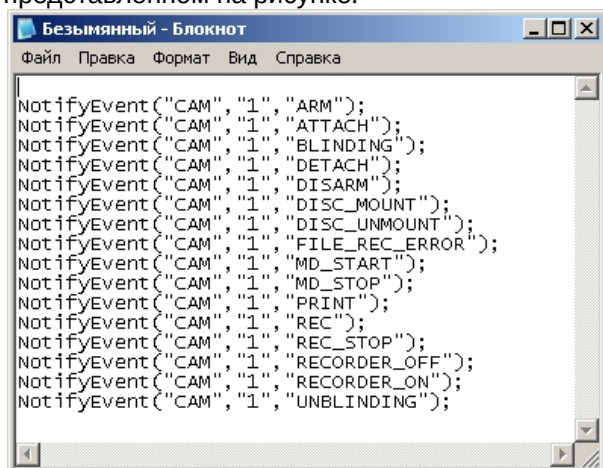 представленном на рисунке.
Безымянный - Блокнот
Файл Правка Формат Вид Справка
NotifyEvent("CAM","1","ARM");
NotifyEvent("CAM","1","ATTACH");
NotifyEvent("CAM","1","BLINDING");
NotifyEvent("CAM","1","DETACH");
NotifyEvent("CAM","1","DISARM");
NotifyEvent("CAM","1","DISC_MOUNT");
NotifyEvent("CAM","1","DISC_UNMOUNT");
NotifyEvent("CAM","1","FILE_REC_ERROR");
NotifyEvent("CAM","1","MD_START");
NotifyEvent("CAM","1","MD_STOP");
NotifyEvent("CAM","1","PRINT");
NotifyEvent("CAM","1","REC");
NotifyEvent("CAM","1","REC_STOP");
NotifyEvent("CAM","1","RECORDER_OFF");
NotifyEvent("CAM","1","RECORDER_ON");
NotifyEvent("CAM","1","UNBLINDING");